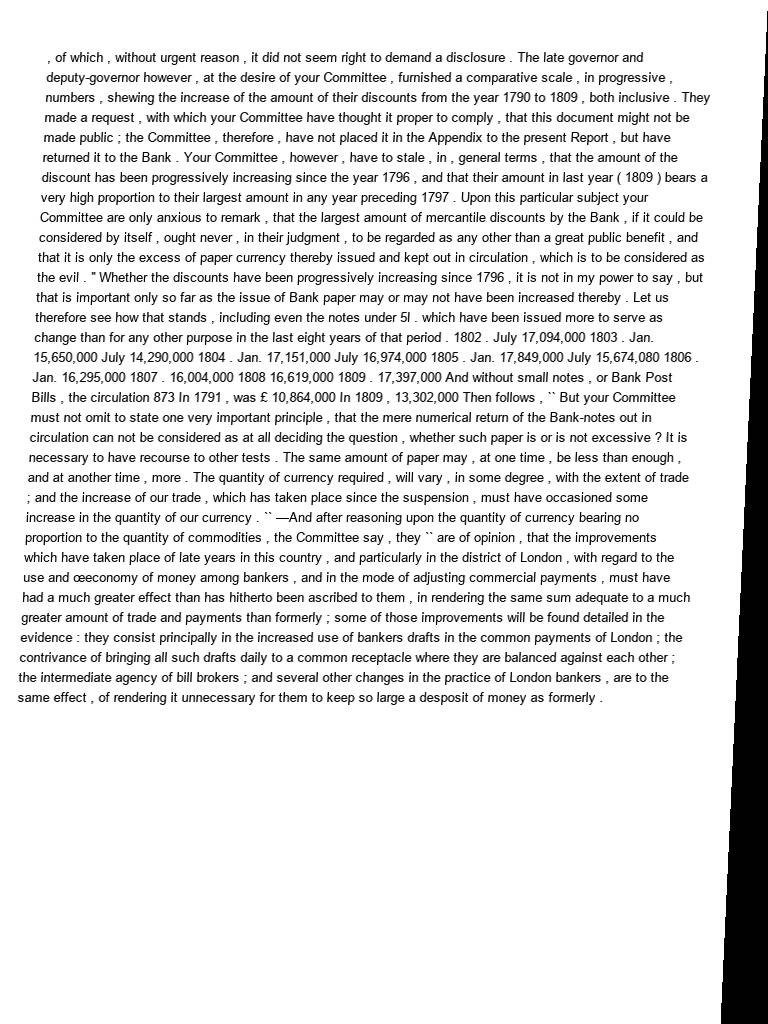 , of which , without urgent reason , it did not seem right to demand a disclosure . The late governor and
deputy-governor however , at the desire of your Committee , furnished a comparative scale , in progressive ,
numbers , shewing the increase of the amount of their discounts from the year 1790 to 1809 , both inclusive . They
made a request , with which your Committee have thought it proper to comply , that this document might not be
made public ; the Committee , therefore , have not placed it in the Appendix to the present Report , but have
returned it to the Bank . Your Committee , however , have to stale , in , general terms , that the amount of the
discount has been progressively increasing since the year 1796 , and that their amount in last year ( 1809 ) bears a
very high proportion to their largest amount in any year preceding 1797 . Upon this particular subject your
Committee are only anxious to remark , that the largest amount of mercantile discounts by the Bank , if it could be
considered by itself , ought never , in their judgment , to be regarded as any other than a great public benefit , and
that it is only the excess of paper currency thereby issued and kept out in circulation , which is to be considered as
the evil . " Whether the discounts have been progressively increasing since 1796 , it is not in my power to say , but
that is important only so far as the issue of Bank paper may or may not have been increased thereby . Let us
therefore see how that stands , including even the notes under 5l . which have been issued more to serve as
change than for any other purpose in the last eight years of that period . 1802 . July 17,094,000 1803 . Jan.
15,650,000 July 14,290,000 1804 . Jan. 17,151,000 July 16,974,000 1805 . Jan. 17,849,000 July 15,674,080 1806 .
Jan. 16,295,000 1807 . 16,004,000 1808 16,619,000 1809 . 17,397,000 And without small notes , or Bank Post
Bills , the circulation 873 In 1791 , was £ 10,864,000 In 1809 , 13,302,000 Then follows , `` But your Committee
must not omit to state one very important principle , that the mere numerical return of the Bank-notes out in
circulation can not be considered as at all deciding the question , whether such paper is or is not excessive ? It is
necessary to have recourse to other tests . The same amount of paper may , at one time , be less than enough ,
and at another time , more . The quantity of currency required , will vary , in some degree , with the extent of trade
; and the increase of our trade , which has taken place since the suspension , must have occasioned some
increase in the quantity of our currency . `` —And after reasoning upon the quantity of currency bearing no
proportion to the quantity of commodities , the Committee say , they `` are of opinion , that the improvements
which have taken place of late years in this country , and particularly in the district of London , with regard to the
use and œeconomy of money among bankers , and in the mode of adjusting commercial payments , must have
had a much greater effect than has hitherto been ascribed to them , in rendering the same sum adequate to a much
greater amount of trade and payments than formerly ; some of those improvements will be found detailed in the
evidence : they consist principally in the increased use of bankers drafts in the common payments of London ; the
contrivance of bringing all such drafts daily to a common receptacle where they are balanced against each other ;
the intermediate agency of bill brokers ; and several other changes in the practice of London bankers , are to the
same effect , of rendering it unnecessary for them to keep so large a desposit of money as formerly .